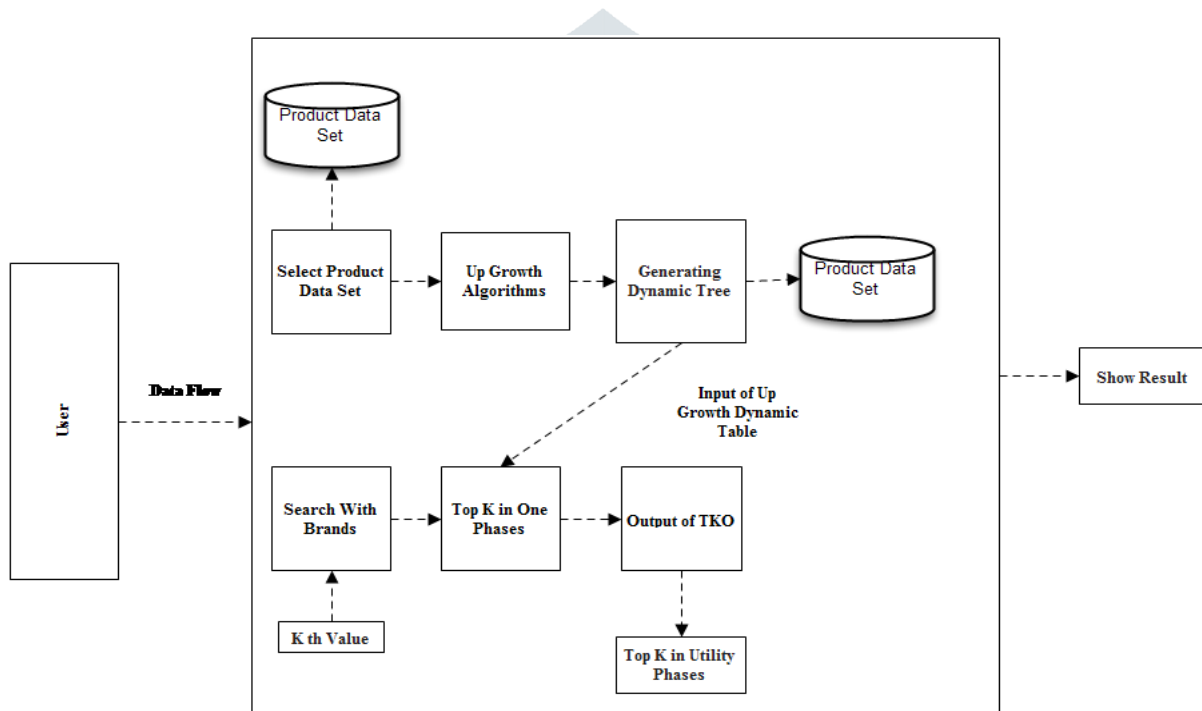 Product Data
Set
Select Product
Data Set
Up Growth
Algorithms
Generating
Dynamic Tree
Product Data
Set
User
Data Flow
Show Result
Input of Up
Growth Dynamic
Table
Search With
Brands
Top K in One
Phases
Output of TKO
K th Value
Top K in Utility
Phases